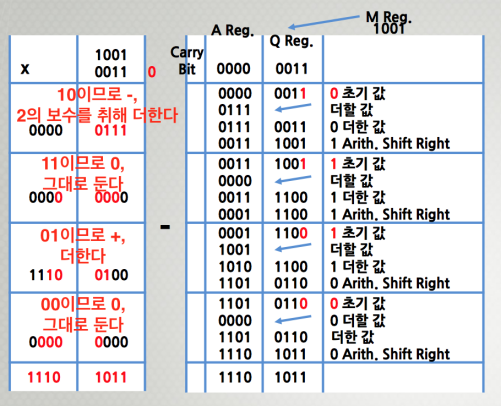 M Reg.
1001
A Reg.
Q Reg.
1001
x 0011 0
Carry
Bit 0000 0011
10이므로 -,
2의 보수를 취해 더한다
0000 0111
0000 0011 0 초기 값
0111 더할 값
0111 0011 0 더한 값
0011 1001 1 Arith. Shift Right
11이므로 0,
그대로 둔다
0000 0000
0011 1001 1 초기 값
0000 더할 값
0011 1100 1 더한 값
0001 1100 1 Arith. Shift Right
-
01이므로 +,
더한다
1110 0100
0001 1100 1 초기 값
1001 더할 값
1010 1100 1 더한 값
1101 0110 0 Arith. Shift Right
00이므로 0,
그대로 둔다
0000 0000
1101 0110 0 초기 값
0000 0 더할 값
1101 0110 더한 값
1110 1011 0 Arith. Shift Right
1110 1011
1110 1011